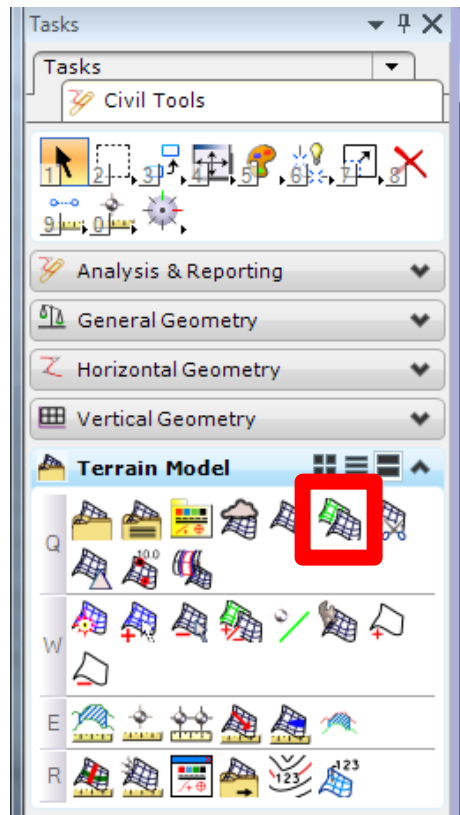 Tasks
Tasks
Civil Tools
1 2 3 4 5 6 7 8
9 0
Analysis & Reporting
General Geometry
Horizontal Geometry
Vertical Geometry
Terrain Model
Q
10.0
W
E
R
123
123